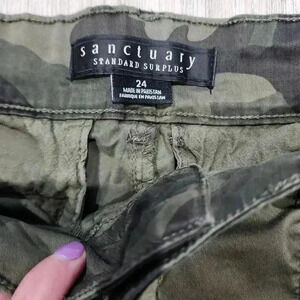 sanctuary
STANDARD SURPLUS
24
MADE IN PAKISTAN
FABRIQUE EN PAKISTAN